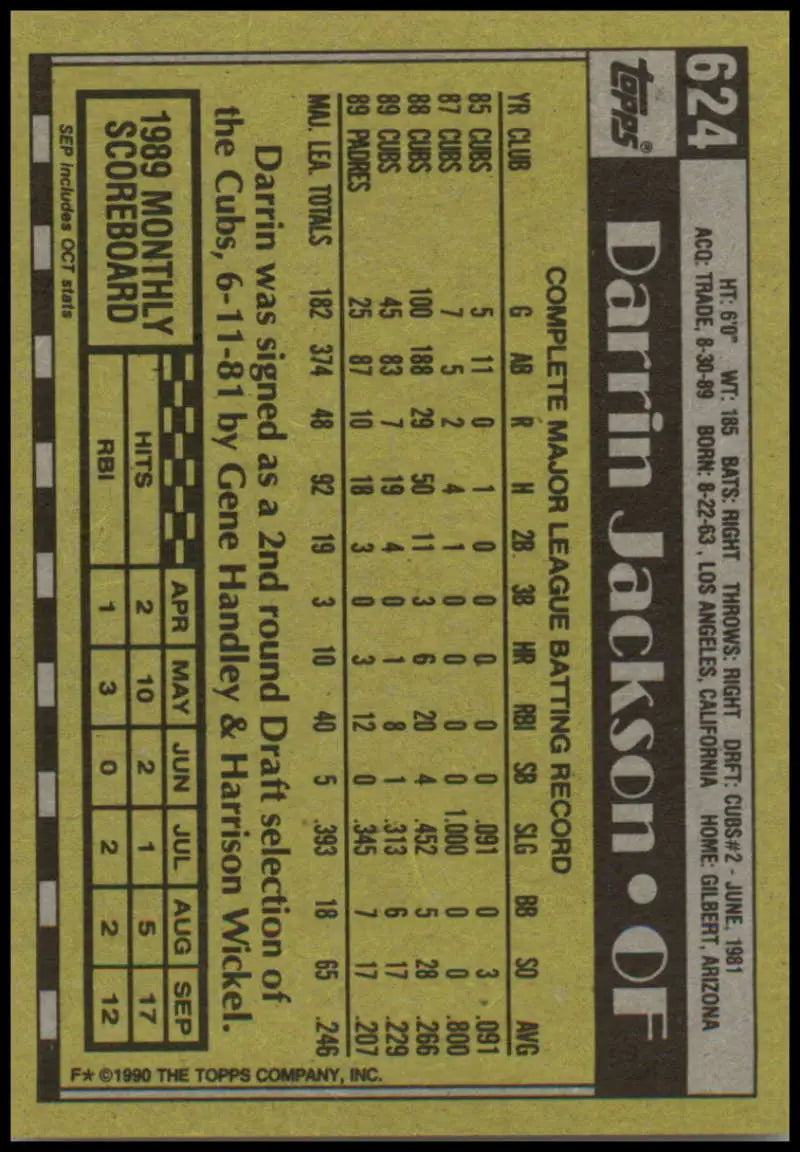 624
HT: 6'0" WT: 185 BATS: RIGHT THROWS: RIGHT DRFT: CUBS#2 - JUNE, 1981
ACQ: TRADE, 8-30-89 BORN: 8-22-63, LOS ANGELES, CALIFORNIA HOME: GILBERT, ARIZONA
TOPPS® Darrin Jackson • OF
COMPLETE MAJOR LEAGUE BATTING RECORD
YR CLUB G AB R H 2B 3B HR RBI SB SLG BB SO AVG
85 CUBS 5 11 0 1 0 0 0 0 0 .091 0 3 .091
87 CUBS 7 5 2 4 1 0 0 0 0 1.000 0 0 .800
88 CUBS 100 188 29 50 11 3 6 20 4 .452 5 28 .266
89 CUBS 45 83 7 19 4 0 1 8 1 .313 6 17 .229
89 PADRES 25 87 10 18 3 0 3 12 0 .345 7 17 .207
MAJ. LEA. TOTALS 182 374 48 92 19 3 10 40 5 .393 18 65 .246
Darrin was signed as a 2nd round Draft selection of
the Cubs, 6-11-81 by Gene Handley & Harrison Wickel.
1989 MONTHLY
SCOREBOARD
APR MAY JUN JUL AUG SEP
HITS 2 10 2 1 5 17
RBI 1 3 0 2 2 12
SEP includes OCT stats
F* ©1990 THE TOPPS COMPANY, INC.